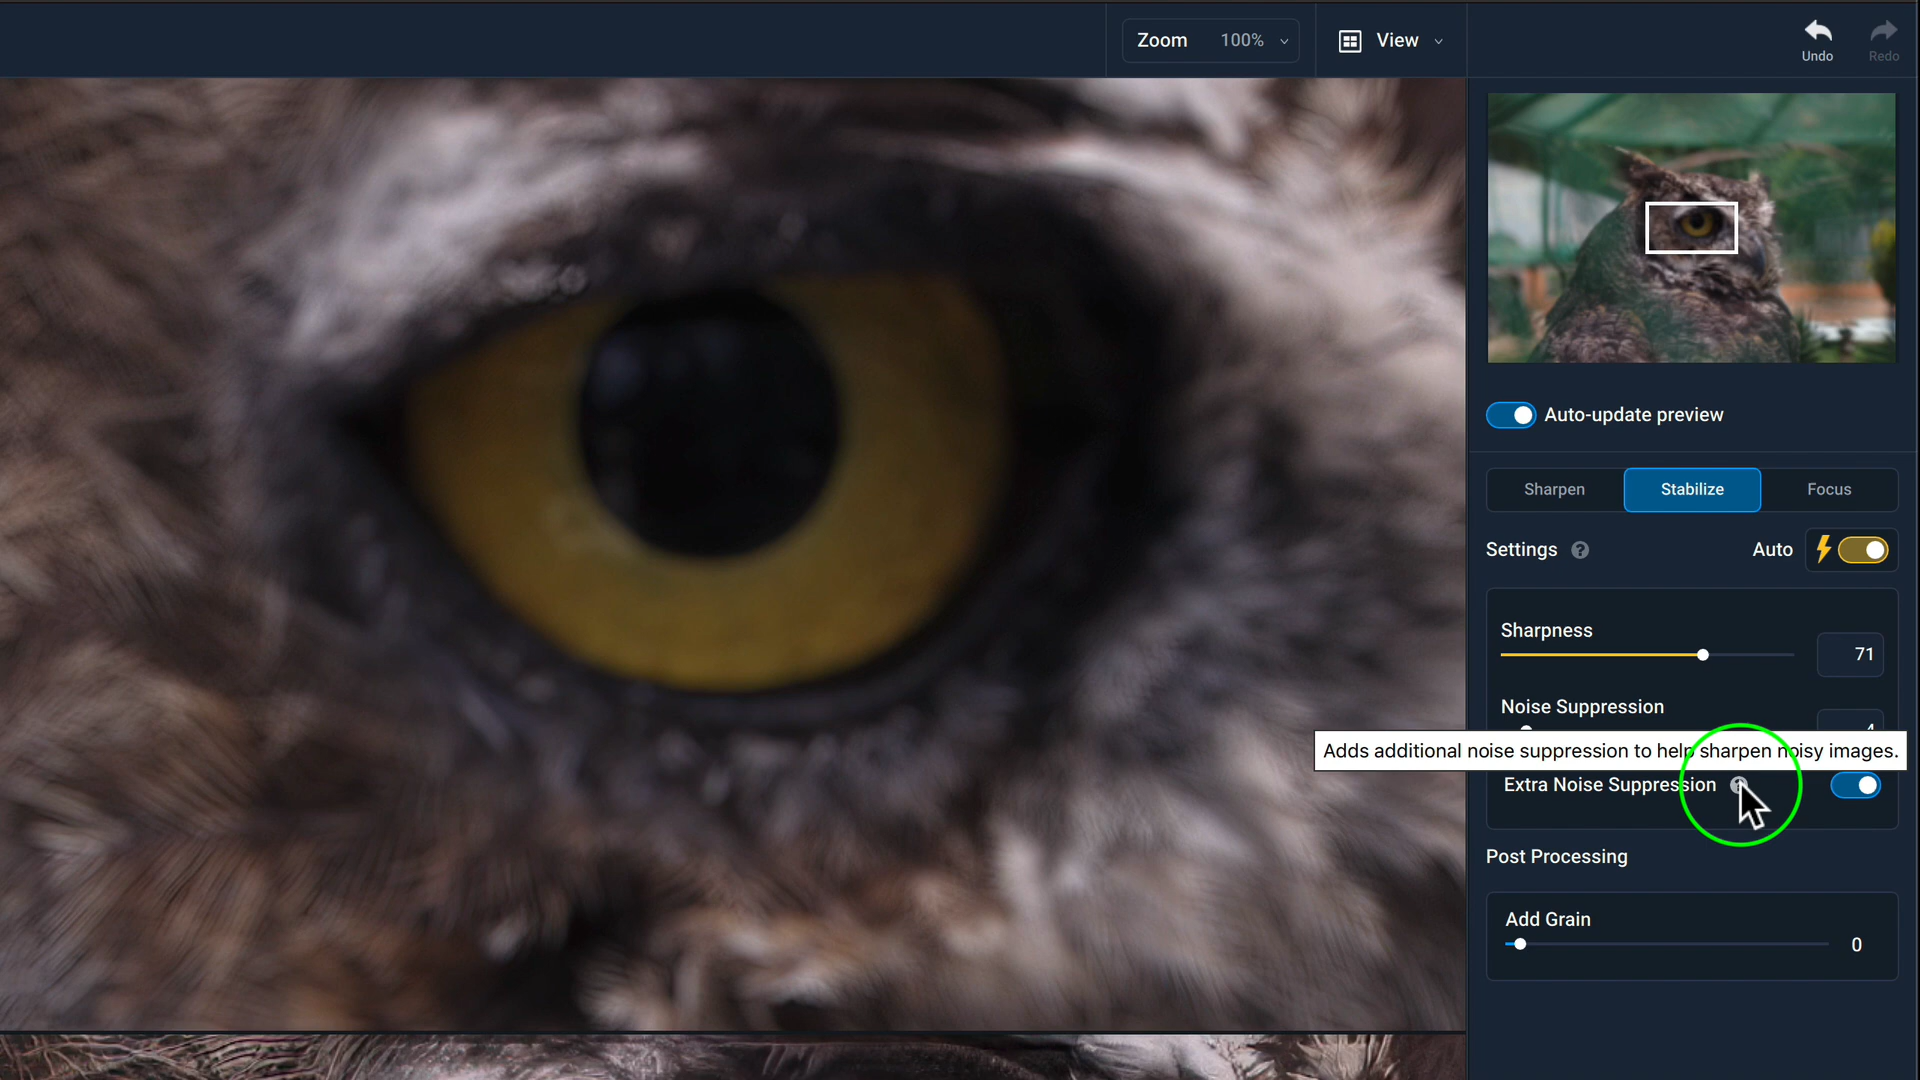 Zoom 100%
View
Undo
Redo
Auto-update preview
Sharpen Stabilize Focus
Settings ? Auto
Sharpness
71
Noise Suppression
4
Adds additional noise suppression to help sharpen noisy images.
Extra Noise Suppression
Post Processing
Add Grain
0